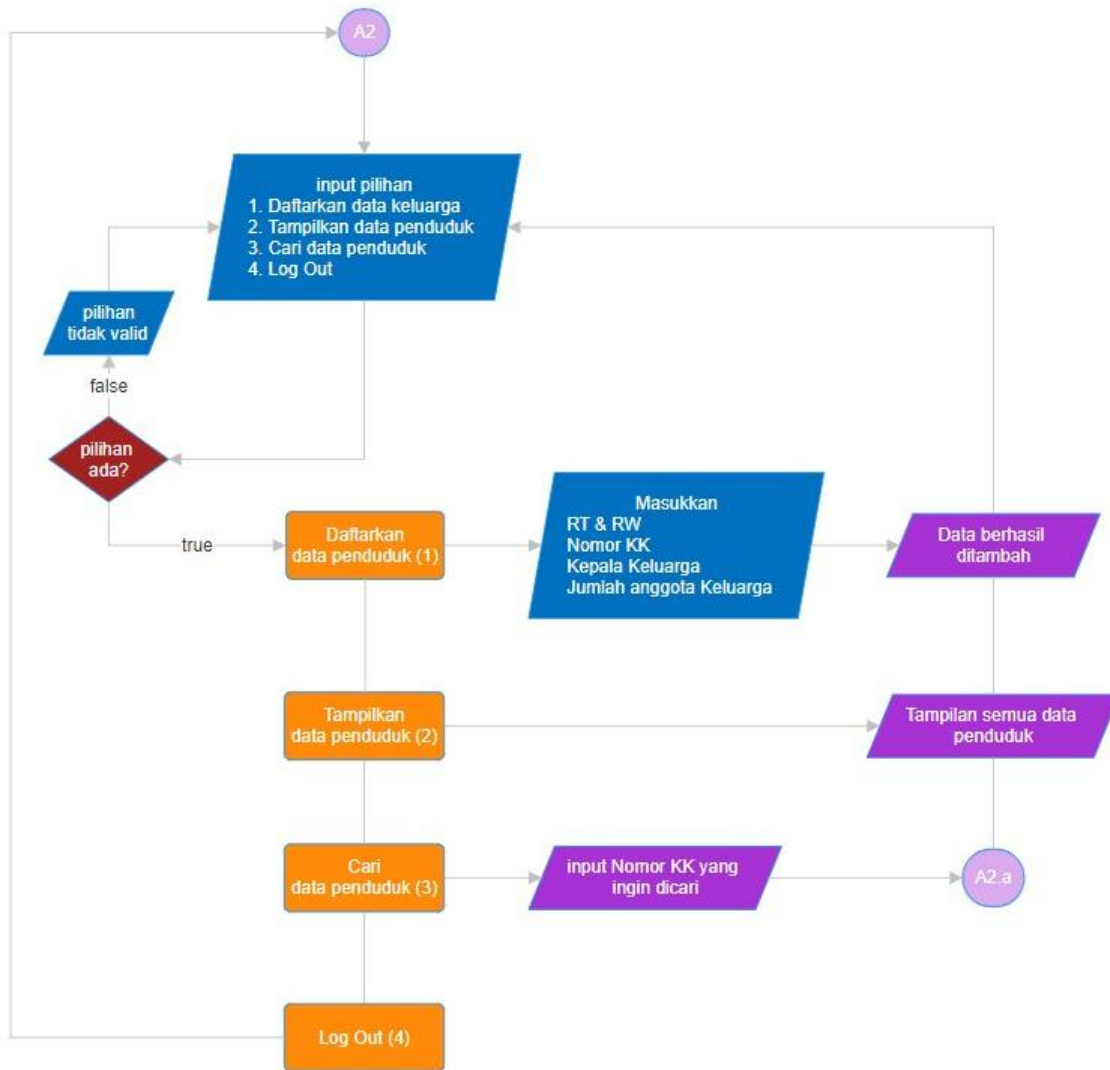 A2
input pilihan
1. Daftarkan data keluarga
2. Tampilkan data penduduk
3. Cari data penduduk
4. Log Out
pilihan
tidak valid
false
pilihan
ada?
true
Daftarkan
data penduduk (1)
Masukkan
RT & RW
Nomor KK
Kepala Keluarga
Jumlah anggota Keluarga
Data berhasil
ditambah
Tampilkan
data penduduk (2)
Tampilan semua data
penduduk
Cari
data penduduk (3)
input Nomor KK yang
ingin dicari
A2.a
Log Out (4)